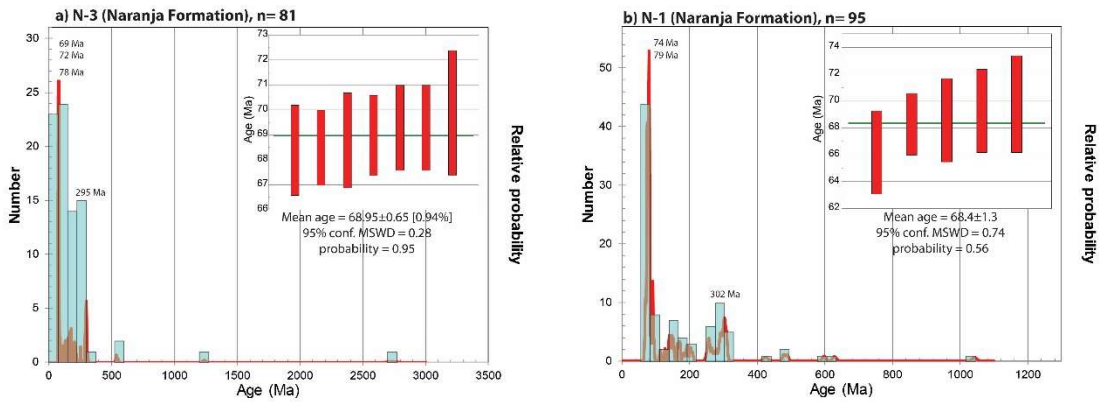 a) N-3 (Naranja Formation), n= 81
30
25
20
15
10
5
0
Number
69 Ma
72 Ma
78 Ma
295 Ma
73
72
71
70
69
68
67
66
Age (Ma)
Mean age = 68.95±0.65 [0.94%]
95% conf. MSWD = 0.28
probability = 0.95
Relative probability
0 500 1000 1500 2000 2500 3000 3500
Age (Ma)
b) N-1 (Naranja Formation), n= 95
50
40
30
20
10
0
Number
74 Ma
79 Ma
302 Ma
74
72
70
68
66
64
62
Age (Ma)
Mean age = 68.4±1.3
95% conf. MSWD = 0.74
probability = 0.56
Relative probability
0 200 400 600 800 1000 1200
Age (Ma)